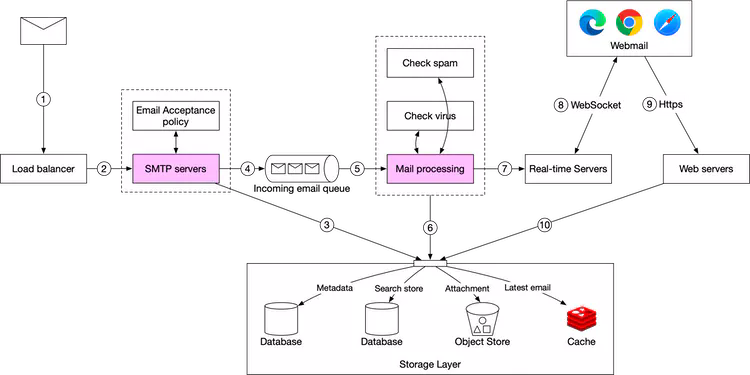 Webmail
Check spam
1
8
WebSocket
9
Https
Email Acceptance
policy
Check virus
Load balancer
2
SMTP servers
4
5
Mail processing
7
Real-time Servers
Web servers
Incoming email queue
3
6
10
Metadata
Search store
Attachment
Latest email
Database
Database
Object Store
Cache
Storage Layer